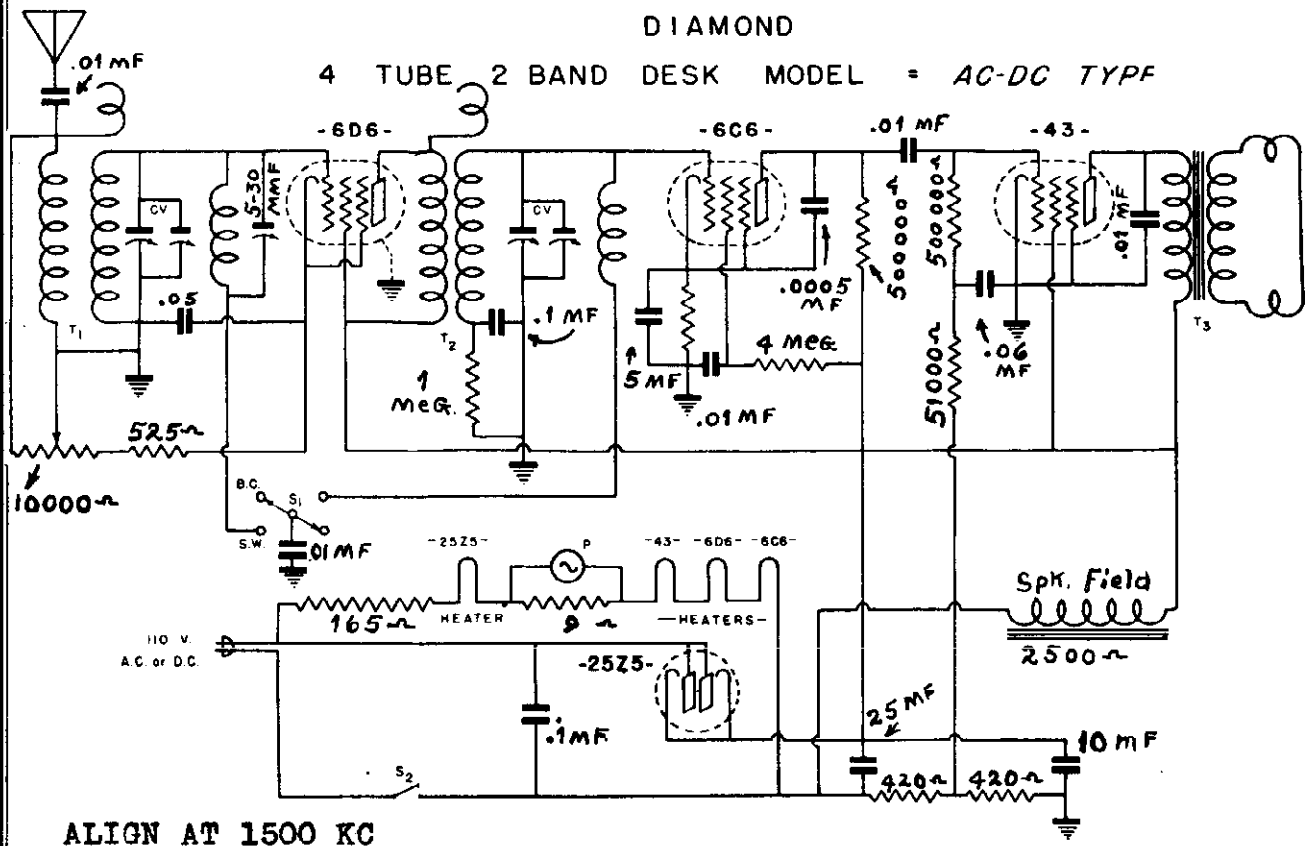 DIAMOND
4 TUBE 2 BAND DESK MODEL = AC-DC TYPE
.01 MF
-6D6-
-6C6-
.01 MF
-43-
5-30 MMF
CV
CV
500000 Ω
500000 Ω
.01 MF
.0005 MF
.05
T1
T2
.1 MF
T3
4 MEG.
.06 MF
5 MF
1 MEG.
.01 MF
51000 Ω
525 Ω
10000 Ω
B.C.
S1
S.W.
.01 MF
-25Z5-
P
-43-
-6D6-
-6C6-
Spk. Field
165 Ω
HEATER
9 Ω
—HEATERS—
2500 Ω
110 V.
A.C. or D.C.
-25Z5-
25 MF
.1 MF
10 MF
S2
420 Ω
420 Ω
ALIGN AT 1500 KC